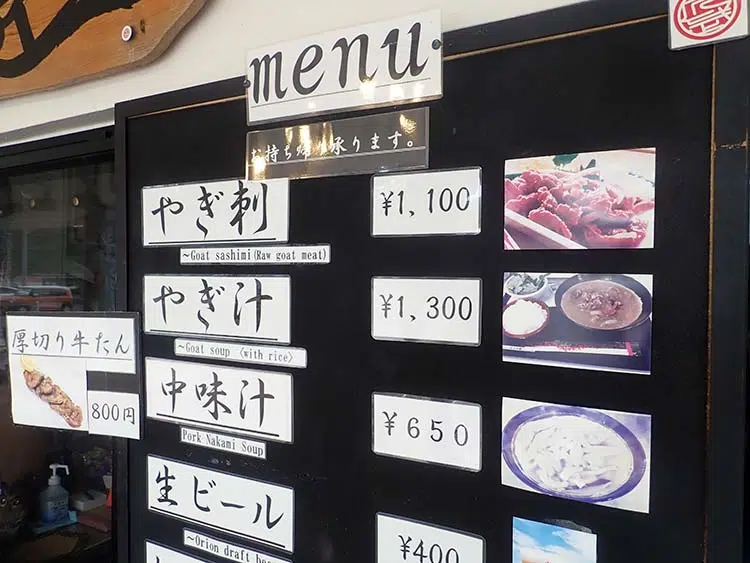 menu
お持ち帰り承ります。
やぎ刺
¥1,100
~Goat sashimi(Raw goat meat)
やぎ汁
¥1,300
~Goat soup 〈with rice〉
中味汁
¥650
Pork Nakami Soup
生ビール
¥400
~Orion draft
厚切り牛たん
800円